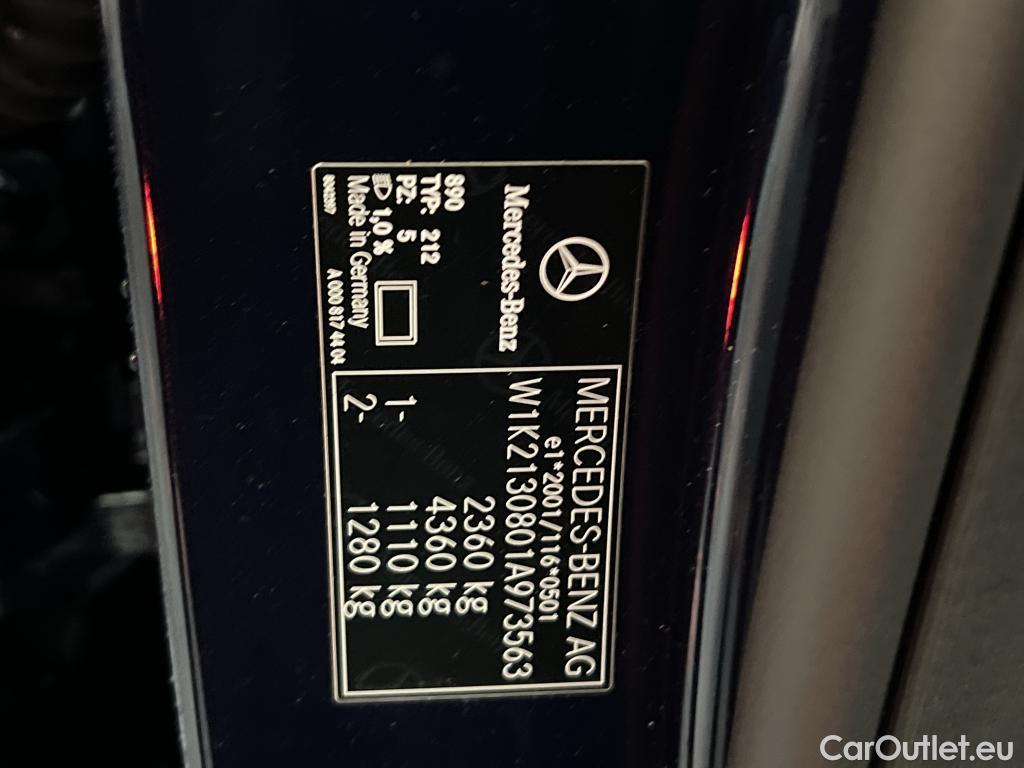 Mercedes-Benz
890
TYP: 212
PZ: 5
1,0 %
Made in Germany
A 000 817 44 04
MERCEDES-BENZ AG
e1*2001/116*0501
W1K2130801A973563
2360 kg
4360 kg
1- 1110 kg
2- 1280 kg
CarOutlet.eu